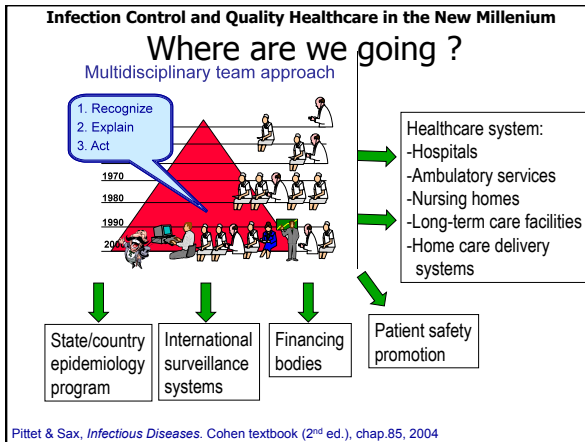 Infection Control and Quality Healthcare in the New Millenium
Where are we going ?
Multidisciplinary team approach
1. Recognize
2. Explain
3. Act
1970
1980
1990
Healthcare system:
-Hospitals
-Ambulatory services
-Nursing homes
-Long-term care facilities
-Home care delivery
systems
State/country
epidemiology
program
International
surveillance
systems
Financing
bodies
Patient safety
promotion
Pittet & Sax, Infectious Diseases. Cohen textbook (2nd ed.), chap.85, 2004